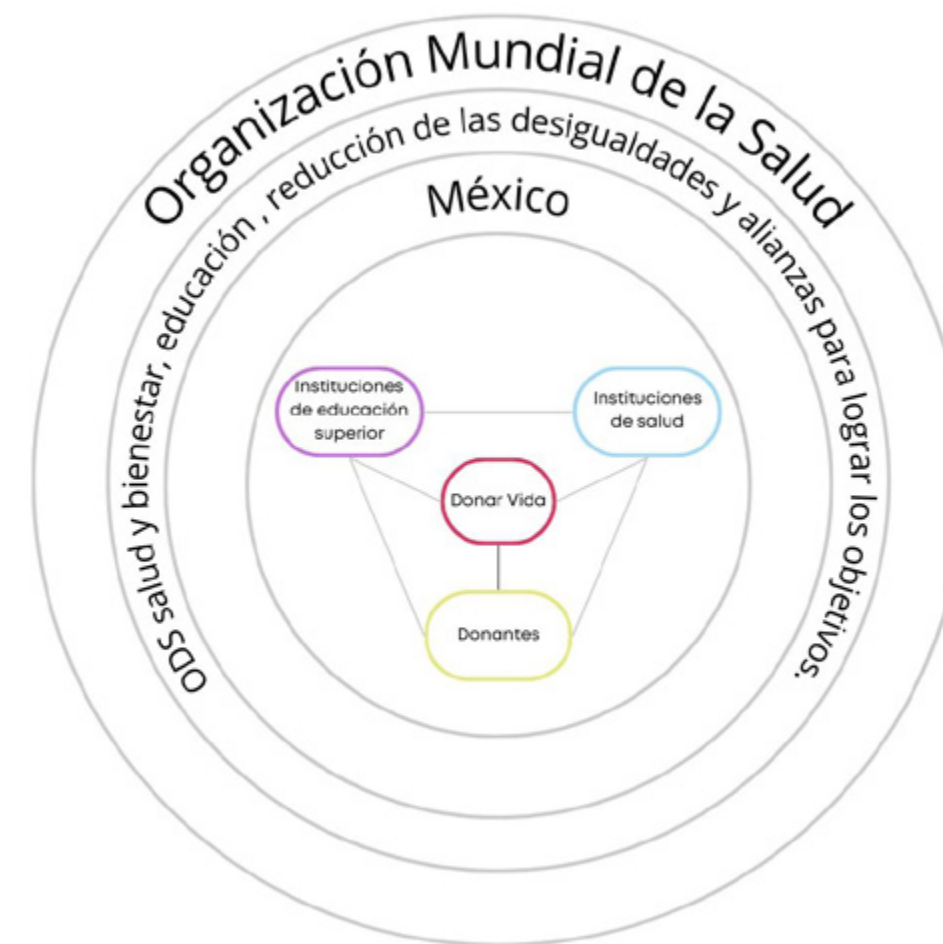 Organización Mundial de la Salud
ODS salud y bienestar, educación , reducción de las desigualdades y alianzas para lograr los objetivos.
México
Instituciones
de educación
superior
Instituciones
de salud
Donar Vida
Donantes